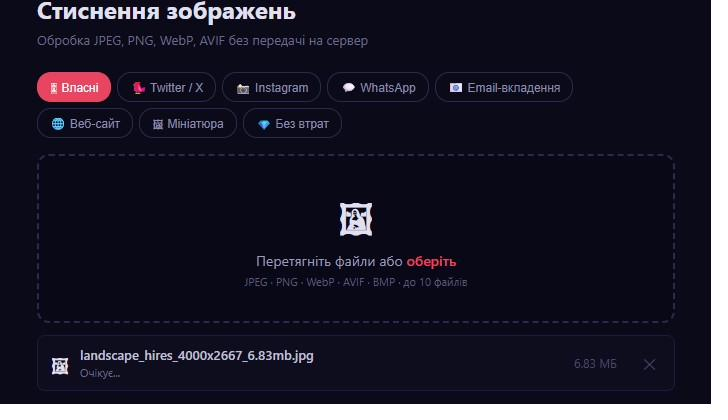 Стиснення зображень
Обробка JPEG, PNG, WebP, AVIF без передачі на сервер
Власні Twitter / X Instagram WhatsApp Email-вкладення
Веб-сайт Мініатюра Без втрат
Перетягніть файли або оберіть
JPEG · PNG · WebP · AVIF · BMP · до 10 файлів
landscape_hires_4000x2667_6.83mb.jpg
6.83 МБ
Очікує...